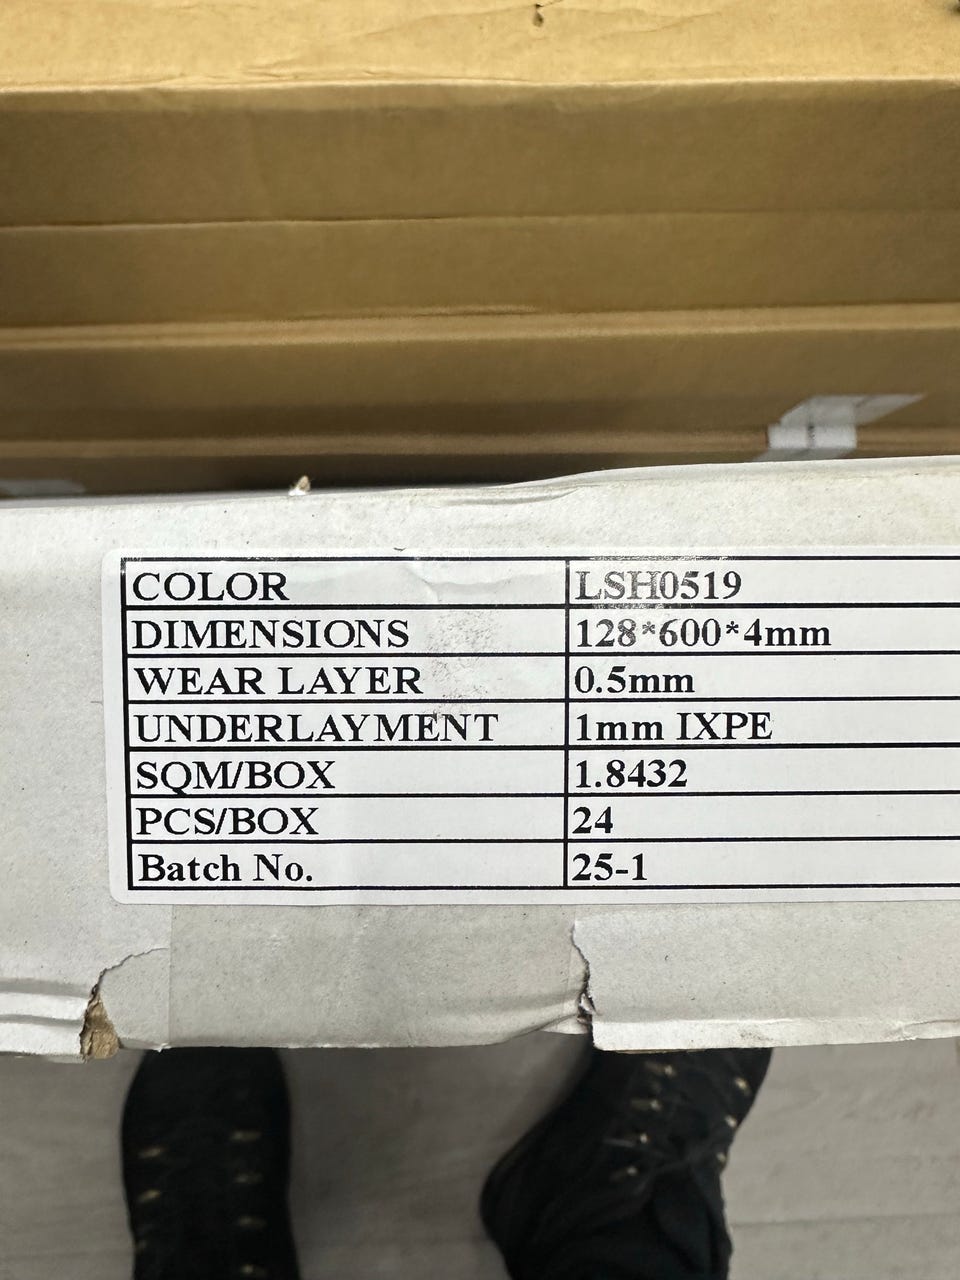 COLOR LSH0519
DIMENSIONS 128*600*4mm
WEAR LAYER 0.5mm
UNDERLAYMENT 1mm IXPE
SQM/BOX 1.8432
PCS/BOX 24
Batch No. 25-1